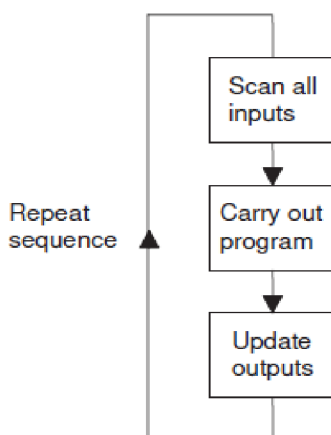 Scan all
inputs
Repeat
sequence
Carry out
program
Update
outputs